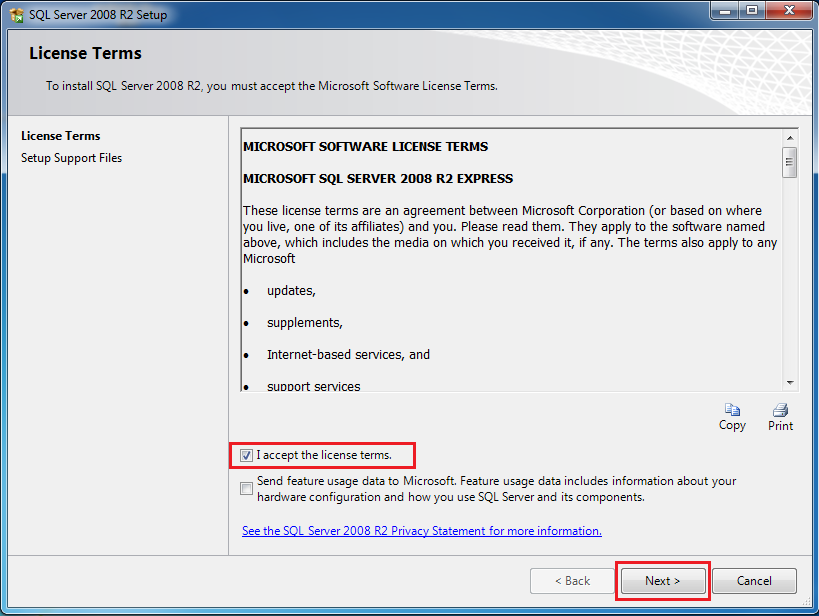 SQL Server 2008 R2 Setup
License Terms
To install SQL Server 2008 R2, you must accept the Microsoft Software License Terms.
License Terms
Setup Support Files
MICROSOFT SOFTWARE LICENSE TERMS
MICROSOFT SQL SERVER 2008 R2 EXPRESS
These license terms are an agreement between Microsoft Corporation (or based on where
you live, one of its affiliates) and you. Please read them. They apply to the software named
above, which includes the media on which you received it, if any. The terms also apply to any
Microsoft
• updates,
• supplements,
• Internet-based services, and
• support services
Copy
Print
I accept the license terms.
Send feature usage data to Microsoft. Feature usage data includes information about your
hardware configuration and how you use SQL Server and its components.
See the SQL Server 2008 R2 Privacy Statement for more information.
< Back
Next >
Cancel